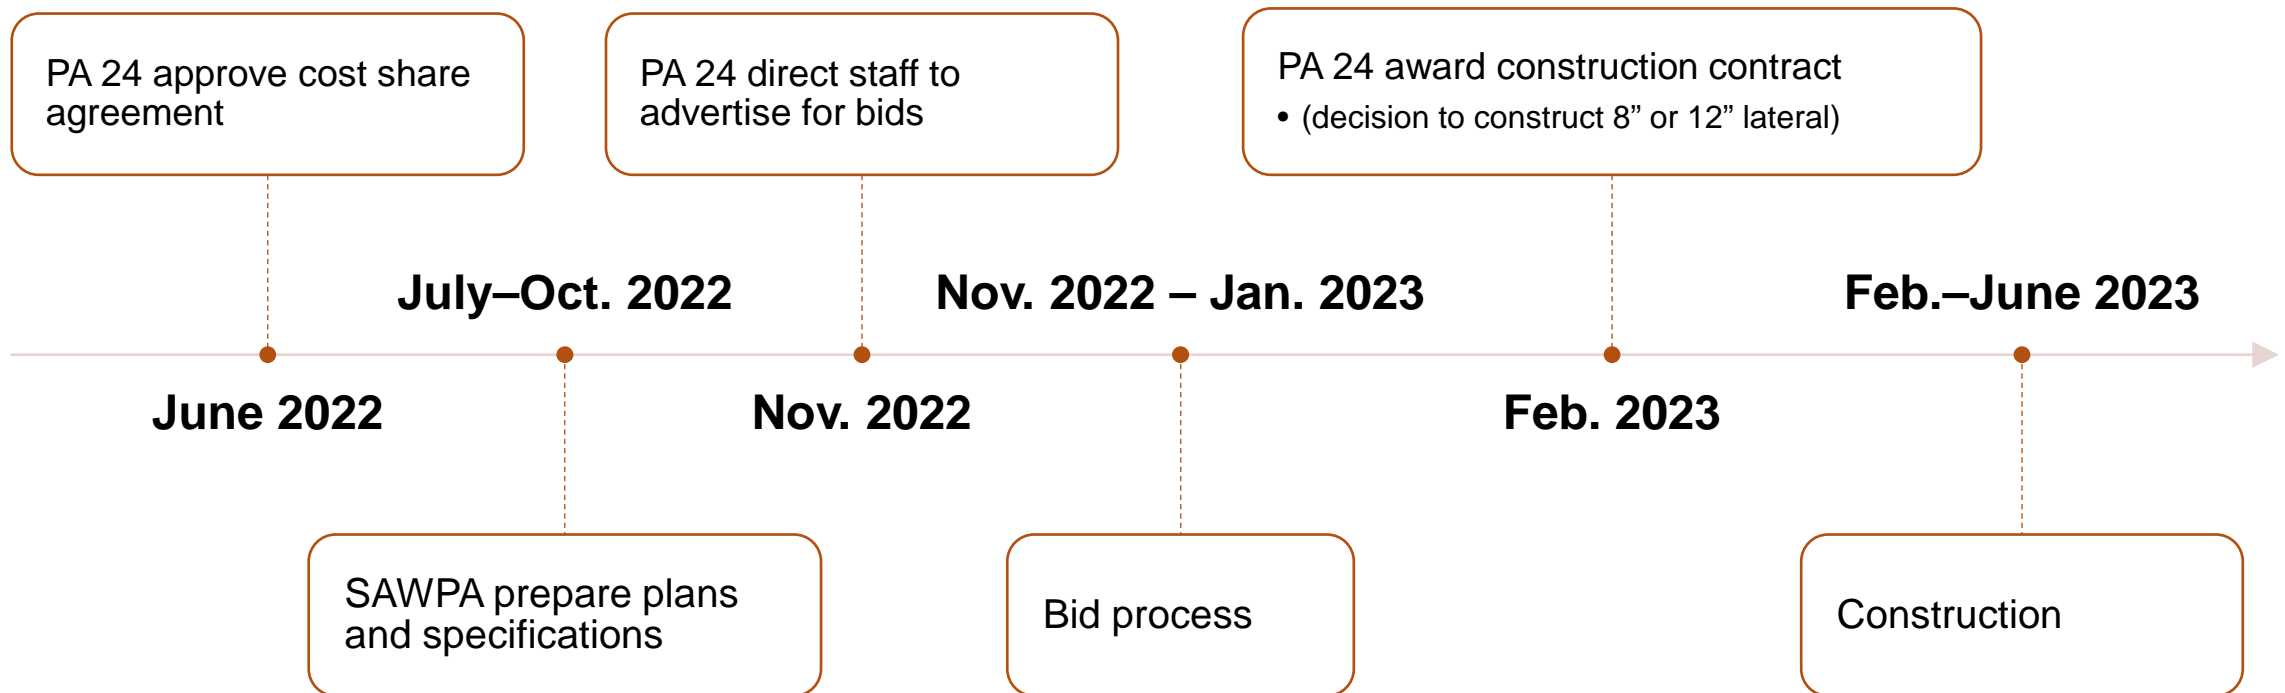 PA 24 approve cost share
agreement
PA 24 direct staff to
advertise for bids
PA 24 award construction contract
• (decision to construct 8” or 12” lateral)
July–Oct. 2022
Nov. 2022 – Jan. 2023
Feb.–June 2023
June 2022
Nov. 2022
Feb. 2023
SAWPA prepare plans
and specifications
Bid process
Construction